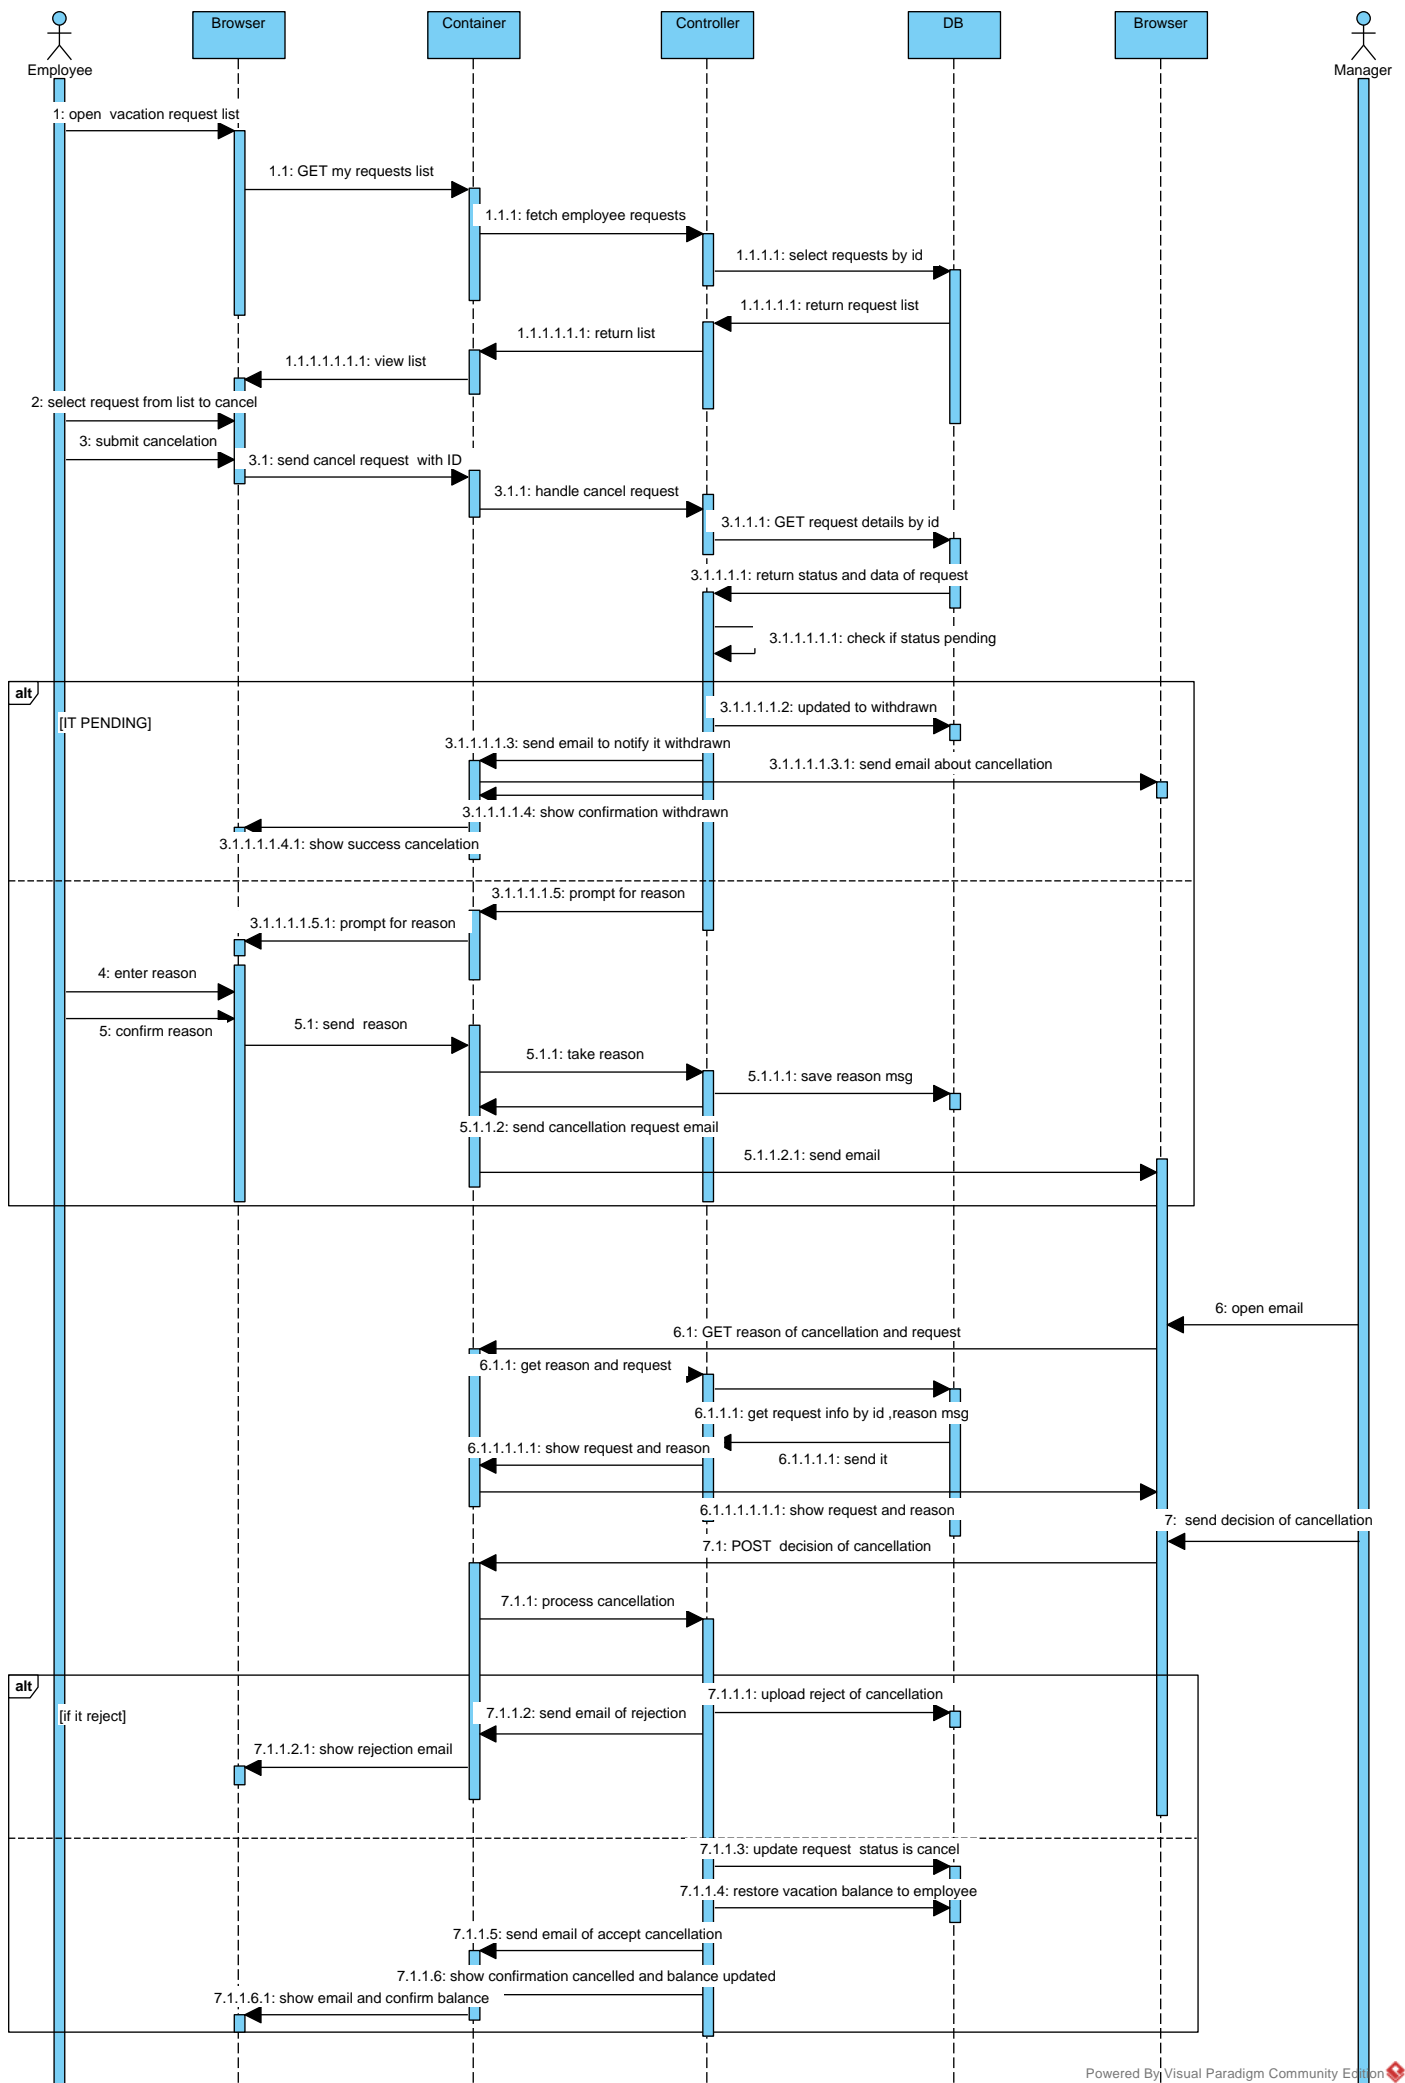 Browser
Container
Controller
DB
Browser
Employee
Manager
1: open  vacation request list
1.1: GET my requests list
1.1.1: fetch employee requests
1.1.1.1: select requests by id
1.1.1.1.1: return request list
1.1.1.1.1.1: return list
1.1.1.1.1.1.1: view list
2: select request from list to cancel
3: submit cancelation
3.1: send cancel request  with ID
3.1.1: handle cancel request
3.1.1.1: GET request details by id
3.1.1.1.1: return status and data of request
3.1.1.1.1.1: check if status pending
alt
[IT PENDING]
3.1.1.1.1.2: updated to withdrawn
3.1.1.1.1.3: send email to notify it withdrawn
3.1.1.1.1.3.1: send email about cancellation
3.1.1.1.1.4: show confirmation withdrawn
3.1.1.1.1.4.1: show success cancelation
3.1.1.1.1.5: prompt for reason
3.1.1.1.1.5.1: prompt for reason
4: enter reason
5: confirm reason
5.1: send  reason
5.1.1: take reason
5.1.1.1: save reason msg
5.1.1.2: send cancellation request email
5.1.1.2.1: send email
6: open email
6.1: GET reason of cancellation and request
6.1.1: get reason and request
6.1.1.1: get request info by id ,reason msg
6.1.1.1.1.1: show request and reason
6.1.1.1.1: send it
6.1.1.1.1.1.1: show request and reason
7:  send decision of cancellation
7.1: POST  decision of cancellation
7.1.1: process cancellation
alt
[if it reject]
7.1.1.1: upload reject of cancellation
7.1.1.2: send email of rejection
7.1.1.2.1: show rejection email
7.1.1.3: update request  status is cancel
7.1.1.4: restore vacation balance to employee
7.1.1.5: send email of accept cancellation
7.1.1.6: show confirmation cancelled and balance updated
7.1.1.6.1: show email and confirm balance
Powered By Visual Paradigm Community Edition